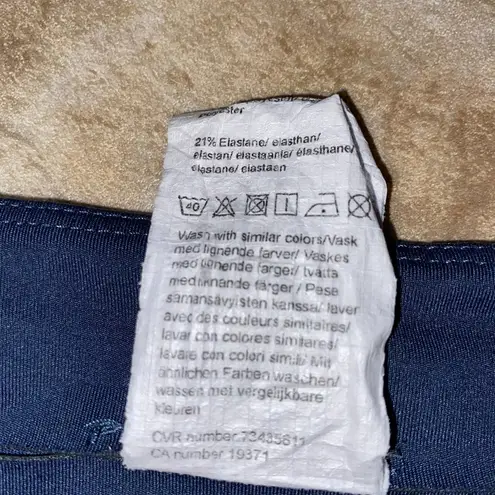 polyester
21% Elastane/ elasthan/
elastan/ elastaania/ élasthane/
elastano/ elastaan
40
Wash with similar colors/Vask
med lignende farver/ Vaskes
med lignende farger/ tvätta
med liknande färger / Pese
samansävyisten kanssa/ laver
avec des couleurs similaires/
lavar con colores similares/
lavare con colori simili/ Mit
ähnlichen Farben waschen/
wassen met vergelijkbare
kleuren
CVR number 73435611
CA number 19371